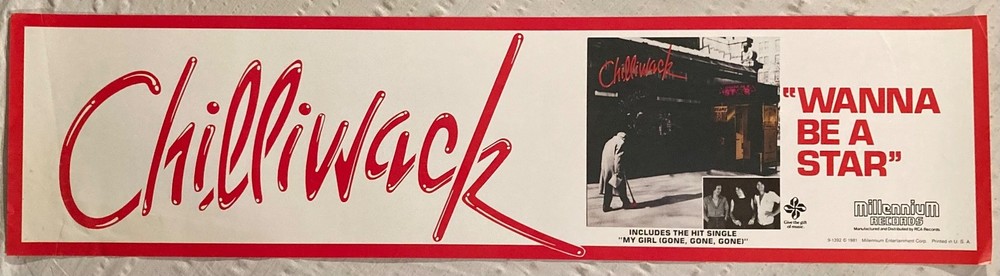 Chilliwack
Chilliwack
INCLUDES THE HIT SINGLE
"MY GIRL (GONE, GONE, GONE)"
"WANNA
BE A
STAR"
Give the gift
of music.
Millennium
RECORDS
Manufactured and Distributed by RCA Records
© 1981 Millennium Entertainment Corp. Printed in U. S. A.